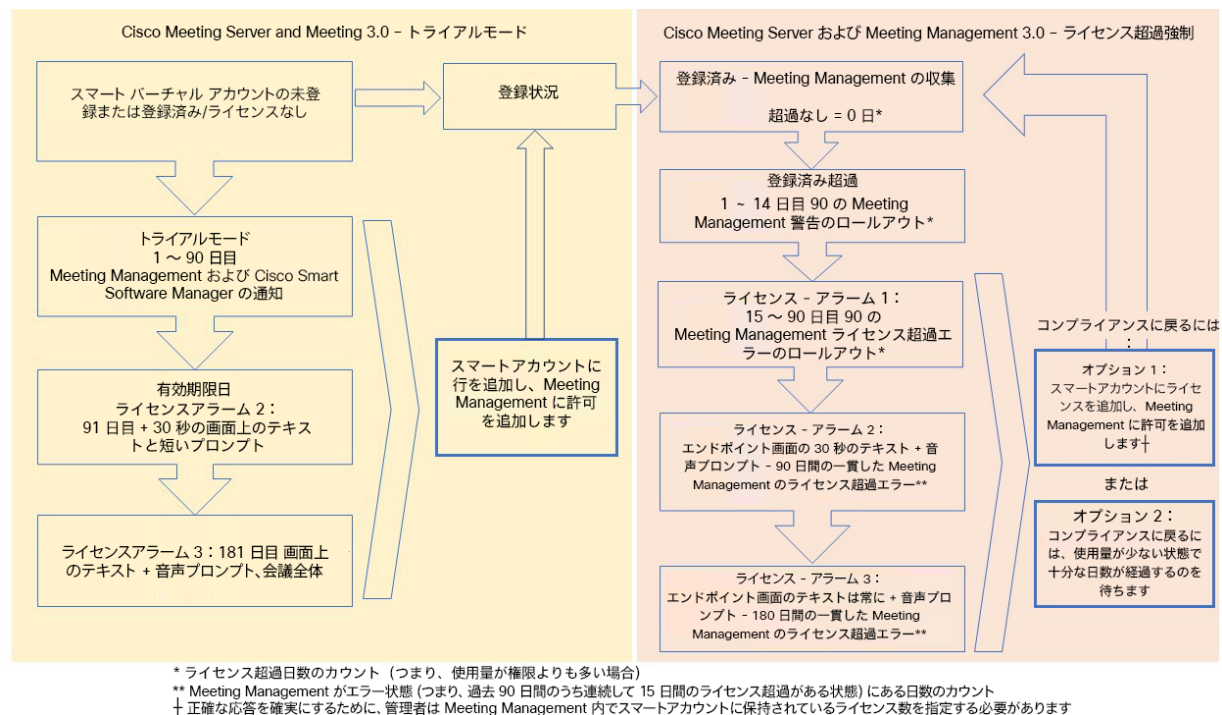 Cisco Meeting Server and Meeting 3.0 – トライアルモード
スマート バーチャル アカウントの未登
録または登録済み/ライセンスなし
登録状況
トライアルモード
1 ～ 90 日目
Meeting Management および Cisco Smart
Software Manager の通知
有効期限日
ライセンスアラーム 2：
91 日目 + 30 秒の画面上のテキス
トと短いプロンプト
ライセンスアラーム 3：181 日目 画面上
のテキスト + 音声プロンプト、会議全体
スマートアカウントに
行を追加し、Meeting
Management に許可
を追加します
Cisco Meeting Server および Meeting Management 3.0 – ライセンス超過強制
登録済み – Meeting Management の収集
超過なし = 0 日*
登録済み超過
1 ~ 14 日目 90 の Meeting
Management 警告のロールアウト*
ライセンス - アラーム 1：
15 ～ 90 日目 90 の
Meeting Management ライセンス超過エ
ラーのロールアウト*
ライセンス - アラーム 2：
エンドポイント画面の 30 秒のテキスト + 音
声プロンプト – 90 日間の一貫した Meeting
Management のライセンス超過エラー**
ライセンス - アラーム 3：
エンドポイント画面のテキストは常に + 音声プロ
ンプト – 180 日間の一貫した Meeting
Management のライセンス超過エラー**
コンプライアンスに戻るには
：
オプション 1：
スマートアカウントにライセ
ンスを追加し、Meeting
Management に許可を追加
します┼
または
オプション 2：
コンプライアンスに戻るに
は、使用量が少ない状態で
十分な日数が経過するのを
待ちます
* ライセンス超過日数のカウント （つまり、使用量が権限よりも多い場合）
** Meeting Management がエラー状態 (つまり、過去 90 日間のうち連続して 15 日間のライセンス超過がある状態) にある日数のカウント
┼ 正確な応答を確実にするために、管理者は Meeting Management 内でスマートアカウントに保持されているライセンス数を指定する必要があります